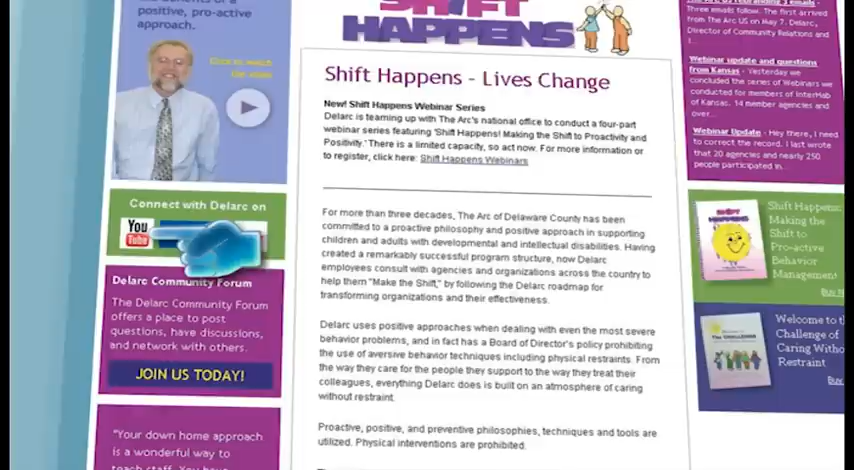 positive, pro-active
approach.
Connect with Delarc on
You
Tube
Delarc Community Forum
The Delarc Community Forum
offers a place to post
questions, have discussions,
and network with others.
JOIN US TODAY!
"Your down home approach
is a wonderful way to
teach staff. You have
SHIFT
HAPPENS
Shift Happens - Lives Change
New! Shift Happens Webinar Series
Delarc is teaming up with The Arc's national office to conduct a four-part
webinar series featuring 'Shift Happens! Making the Shift to Proactivity and
Positivity.' There is a limited capacity, so act now. For more information or
to register, click here: Shift Happens Webinars
For more than three decades, The Arc of Delaware County has been
committed to a proactive philosophy and positive approach in supporting
children and adults with developmental and intellectual disabilities. Having
created a remarkably successful program structure, now Delarc
employees consult with agencies and organizations across the country to
help them "Make the Shift," by following the Delarc roadmap for
transforming organizations and their effectiveness.
Delarc uses positive approaches when dealing with even the most severe
behavior problems, and in fact has a Board of Director's policy prohibiting
the use of aversive behavior techniques including physical restraints. From
the way they care for the people they support to the way they treat their
colleagues, everything Delarc does is built on an atmosphere of caring
without restraint.
Proactive, positive, and preventive philosophies, techniques and tools are
utilized. Physical interventions are prohibited.
Three emails follow. The first arrived
from The Arc US on May 7. Delarc,
Director of Community Relations and
I...
Webinar update and questions
from Kansas - Yesterday we
concluded the series of Webinars we
conducted for members of InterHab
of Kansas. 14 member agencies and
over...
Webinar Update - Hey there, I need
to correct the record. I last wrote
that 20 agencies and nearly 250
people participated in...
Shift Happens:
Making the
Shift to
Pro-active
Behavior
Management
Welcome to
Challenge of
Caring
Restraint